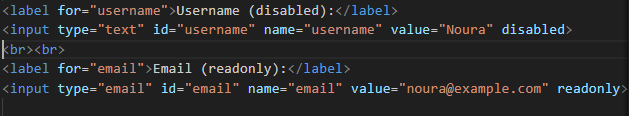 <label for="username">Username (disabled):</label>
<input type="text" id="username" name="username" value="Noura" disabled>
<br><br>
<label for="email">Email (readonly):</label>
<input type="email" id="email" name="email" value="noura@example.com" readonly>